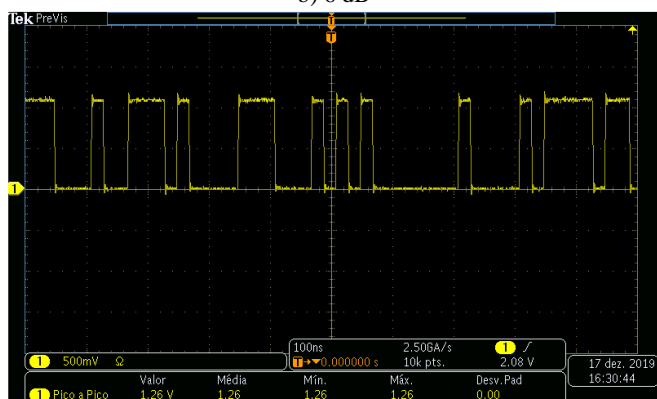 b) 6 dB
Tek PreVis
T
T
1
100ns 2.50GA/s 1
1 500mV Ω T→▼0.000000 s 10k pts. 2.08 V
17 dez. 2019
16:30:44
Valor Média Mín. Máx. Desv.Pad
1 Pico a Pico 1.26 V 1.26 1.26 1.26 0.00